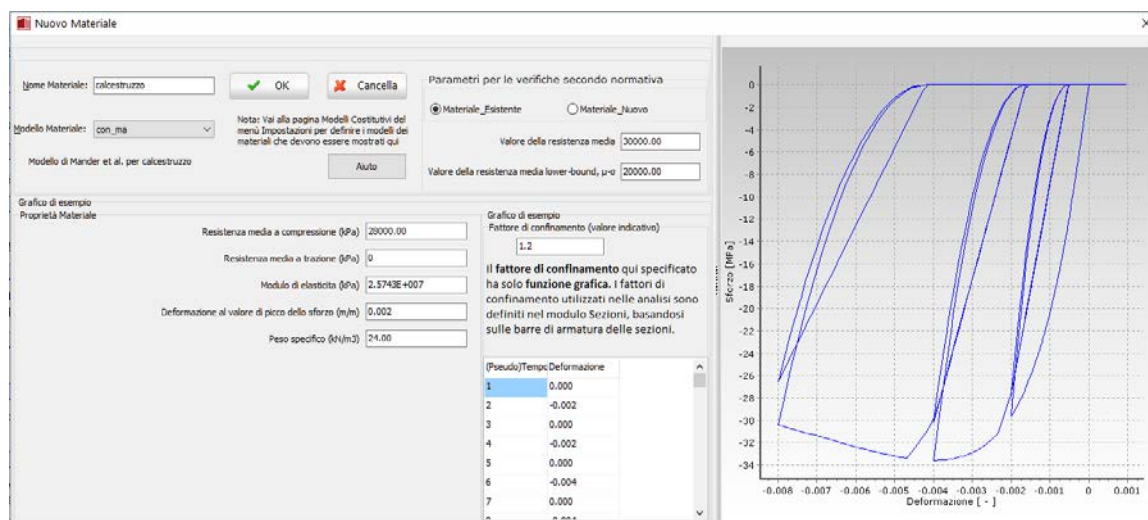 Nuovo Materiale
Nome Materiale: calcestruzzo
OK
Cancella
Modello Materiale: con_ma
Nota: Vai alla pagina Modelli Costitutivi del
menù Impostazioni per definire i modelli dei
materiali che devono essere mostrati qui
Modello di Mander et al. per calcestruzzo
Aiuto
Parametri per le verifiche secondo normativa
Materiale_Esistente Materiale_Nuovo
Valore della resistenza media 30000.00
Valore della resistenza media lower-bound, μ-σ 20000.00
Grafico di esempio
Proprietà Materiale
Resistenza media a compressione (kPa) 28000.00
Resistenza media a trazione (kPa) 0
Modulo di elasticita (kPa) 2.5743E+007
Deformazione al valore di picco dello sforzo (m/m) 0.002
Peso specifico (kN/m3) 24.00
Grafico di esempio
Fattore di confinamento (valore indicativo)
1.2
Il fattore di confinamento qui specificato
ha solo funzione grafica. I fattori di
confinamento utilizzati nelle analisi sono
definiti nel modulo Sezioni, basandosi
sulle barre di armatura delle sezioni.
(Pseudo)Tempo Deformazione
1 0.000
2 -0.002
3 0.000
4 -0.002
5 0.000
6 -0.004
7 0.000
0
-2
-4
-6
-8
-10
-12
-14
-16
-18
-20
-22
-24
-26
-28
-30
-32
-34
Sforzo [MPa]
-0.008 -0.007 -0.006 -0.005 -0.004 -0.003 -0.002 -0.001 0 0.001
Deformazione [ - ]